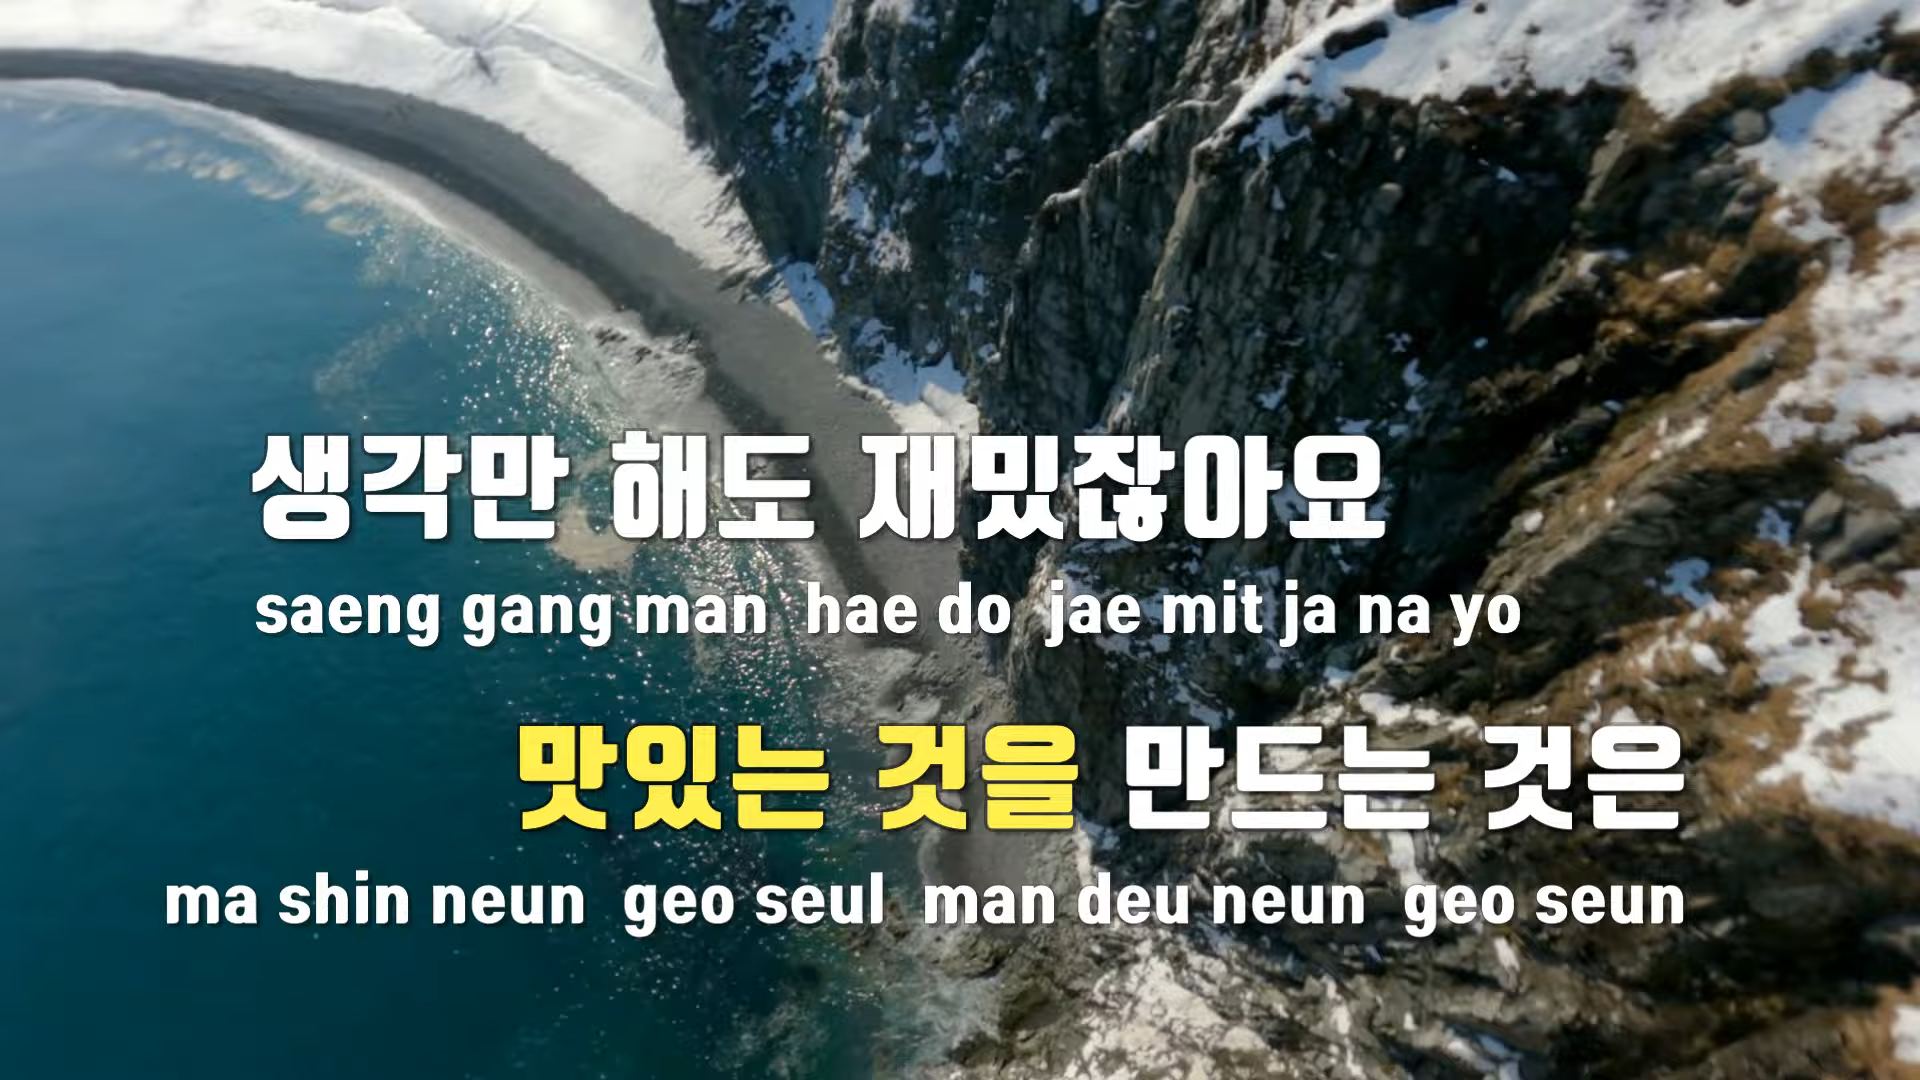 생각만 해도 재밌잖아요
saeng gang man hae do jae mit ja na yo
맛있는 것을 만드는 것은
ma shin neun geo seul man deu neun geo seun